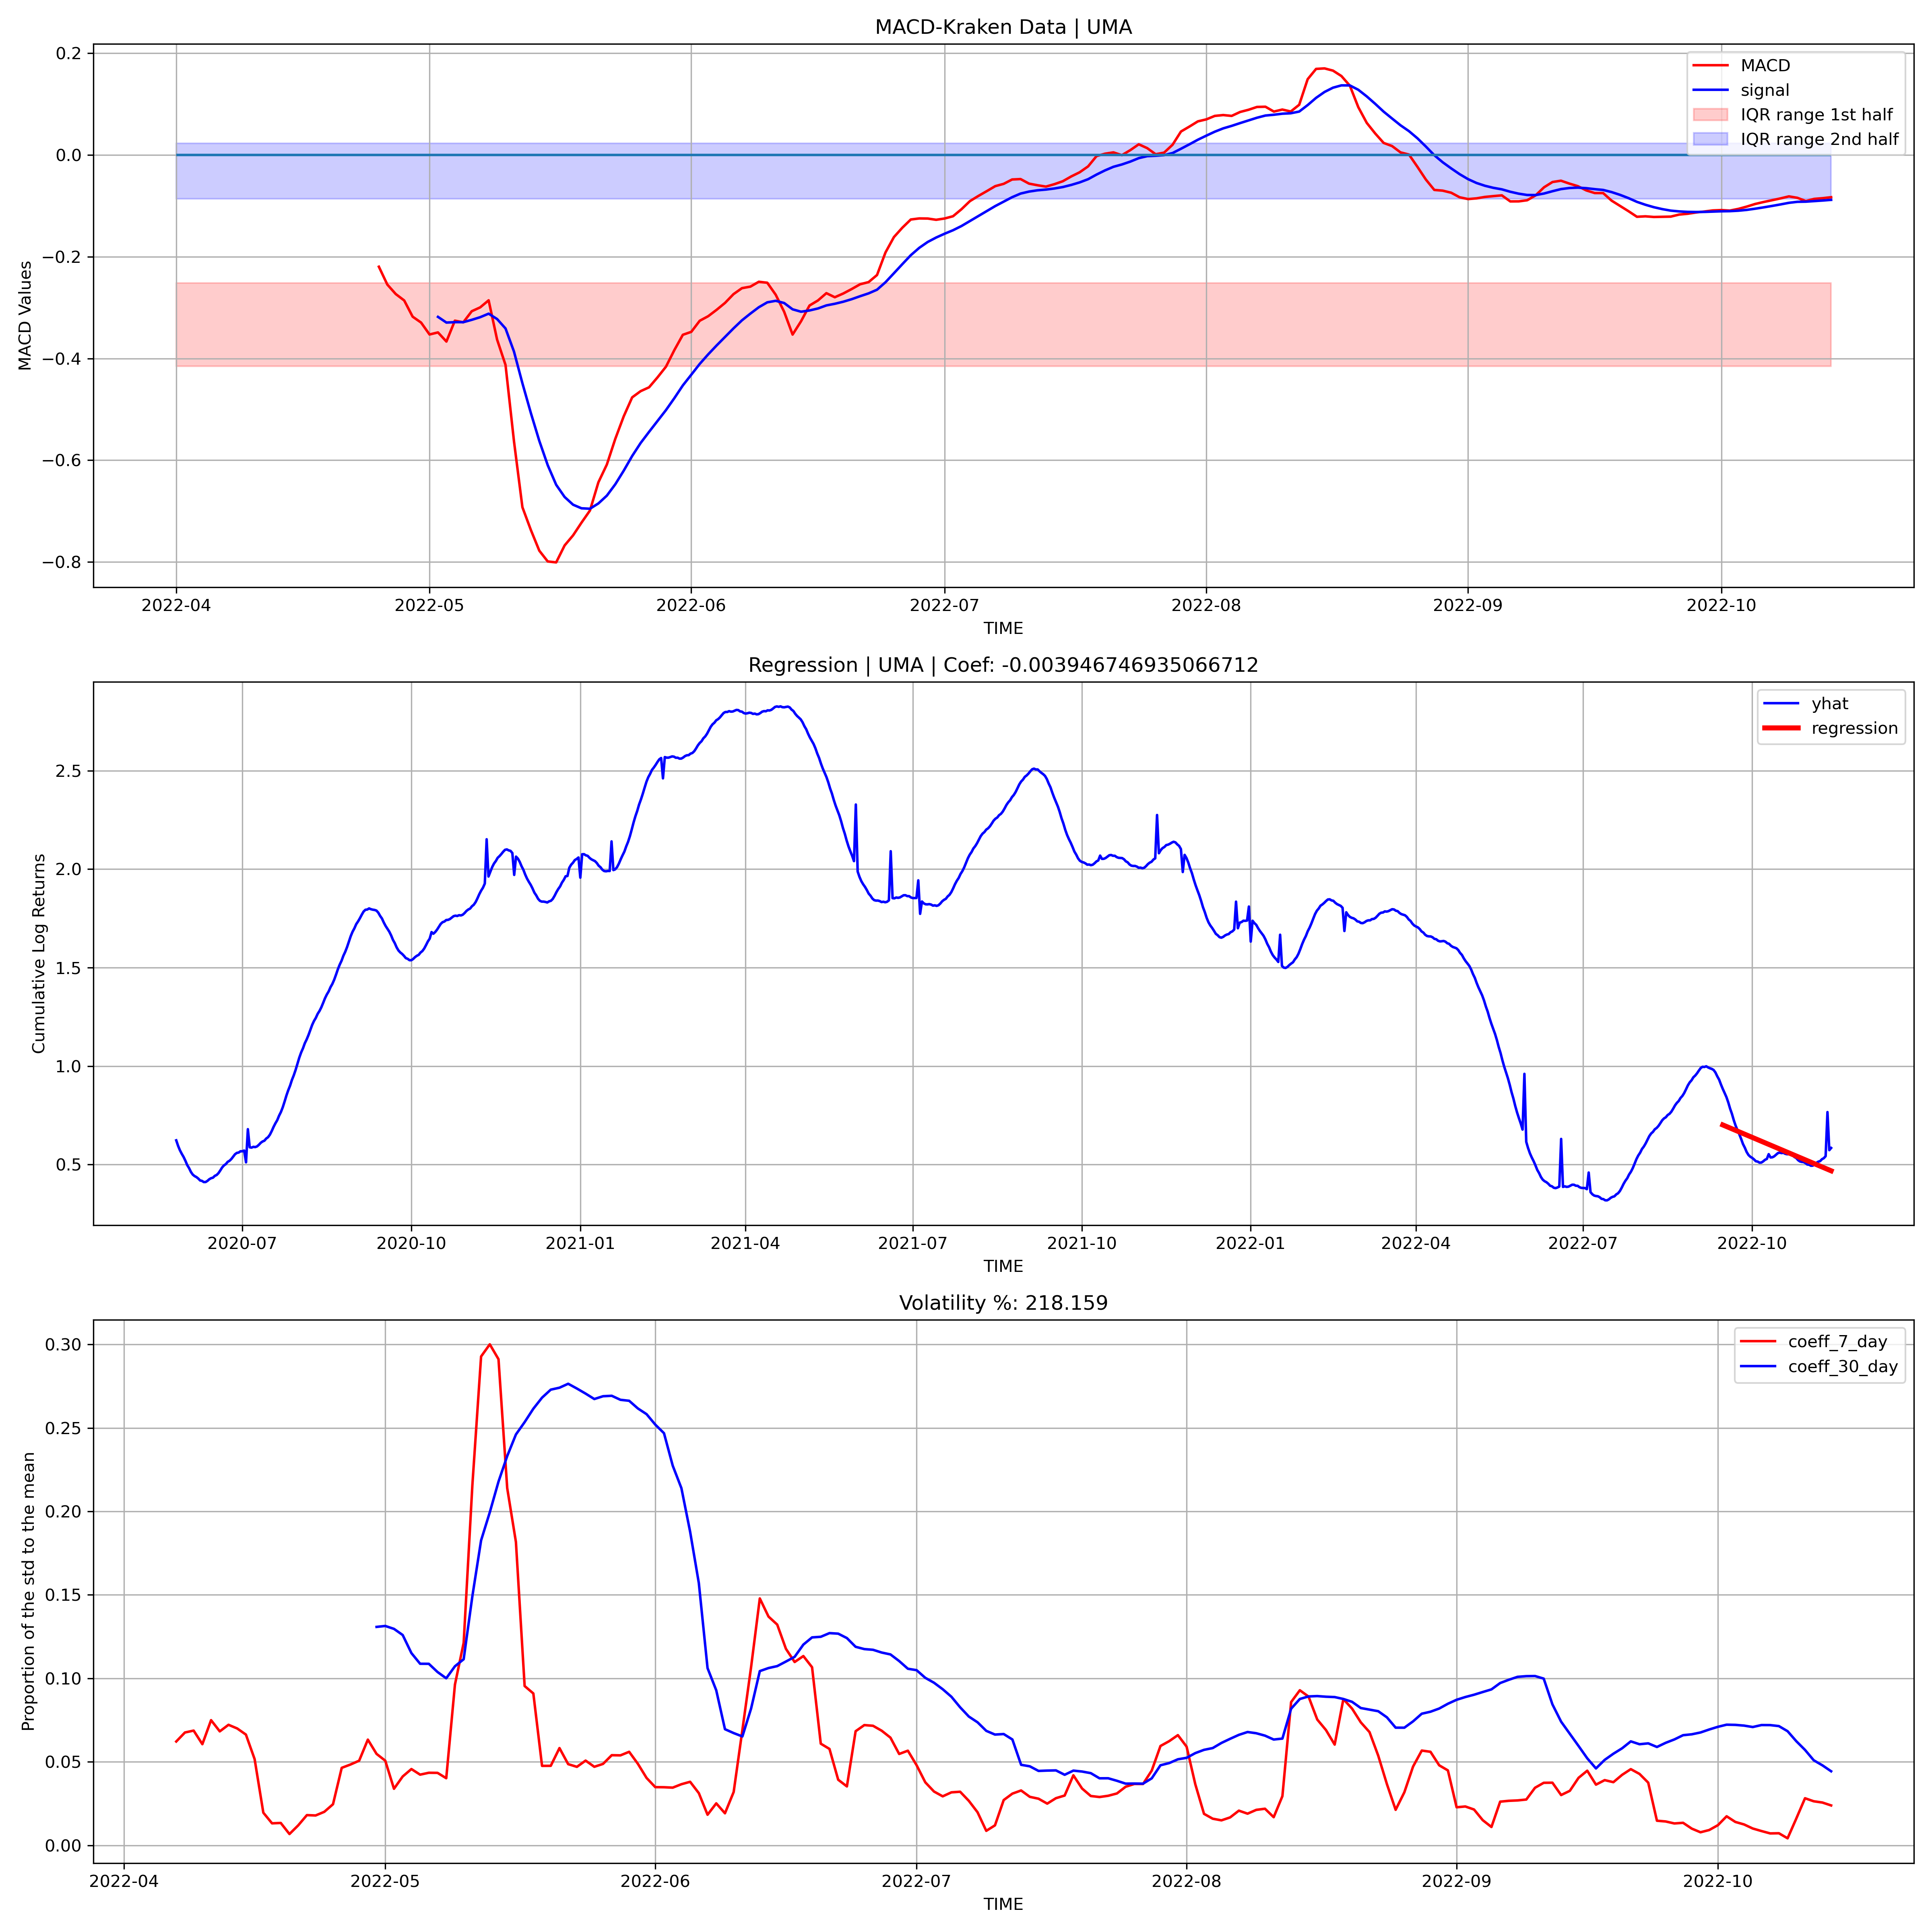 MACD-Kraken Data | UMA
MACD Values
0.2
0.0
−0.2
−0.4
−0.6
−0.8
MACD
signal
IQR range 1st half
IQR range 2nd half
2022-04 2022-05 2022-06 2022-07 2022-08 2022-09 2022-10
TIME
Regression | UMA | Coef: -0.003946746935066712
Cumulative Log Returns
2.5
2.0
1.5
1.0
0.5
yhat
regression
2020-07 2020-10 2021-01 2021-04 2021-07 2021-10 2022-01 2022-04 2022-07 2022-10
TIME
Volatility %: 218.159
Proportion of the std to the mean
0.30
0.25
0.20
0.15
0.10
0.05
0.00
coeff_7_day
coeff_30_day
2022-04 2022-05 2022-06 2022-07 2022-08 2022-09 2022-10
TIME